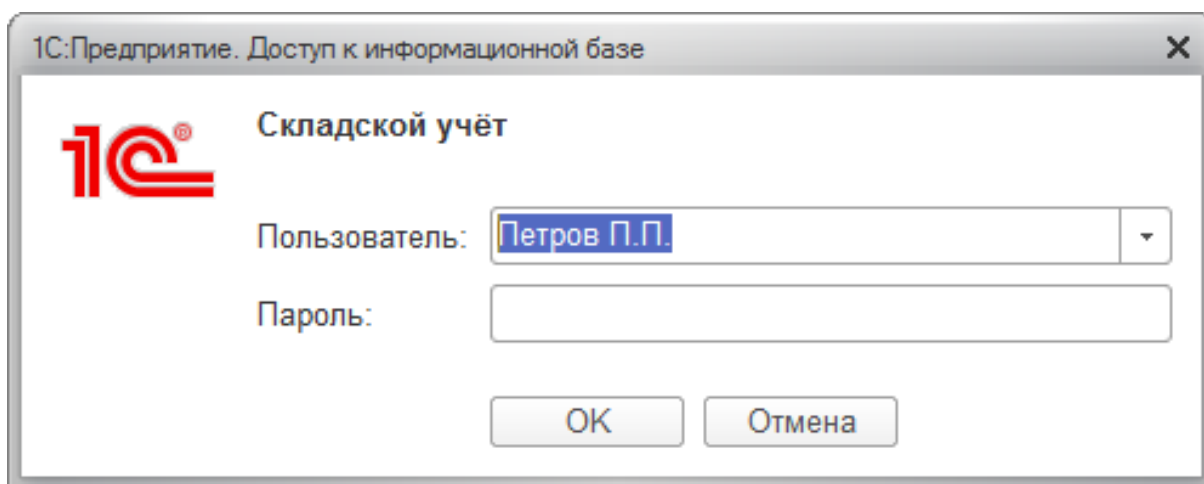 1С:Предприятие. Доступ к информационной базе
1С®
Складской учёт
Пользователь: Петров П.П.
Пароль:
OK Отмена